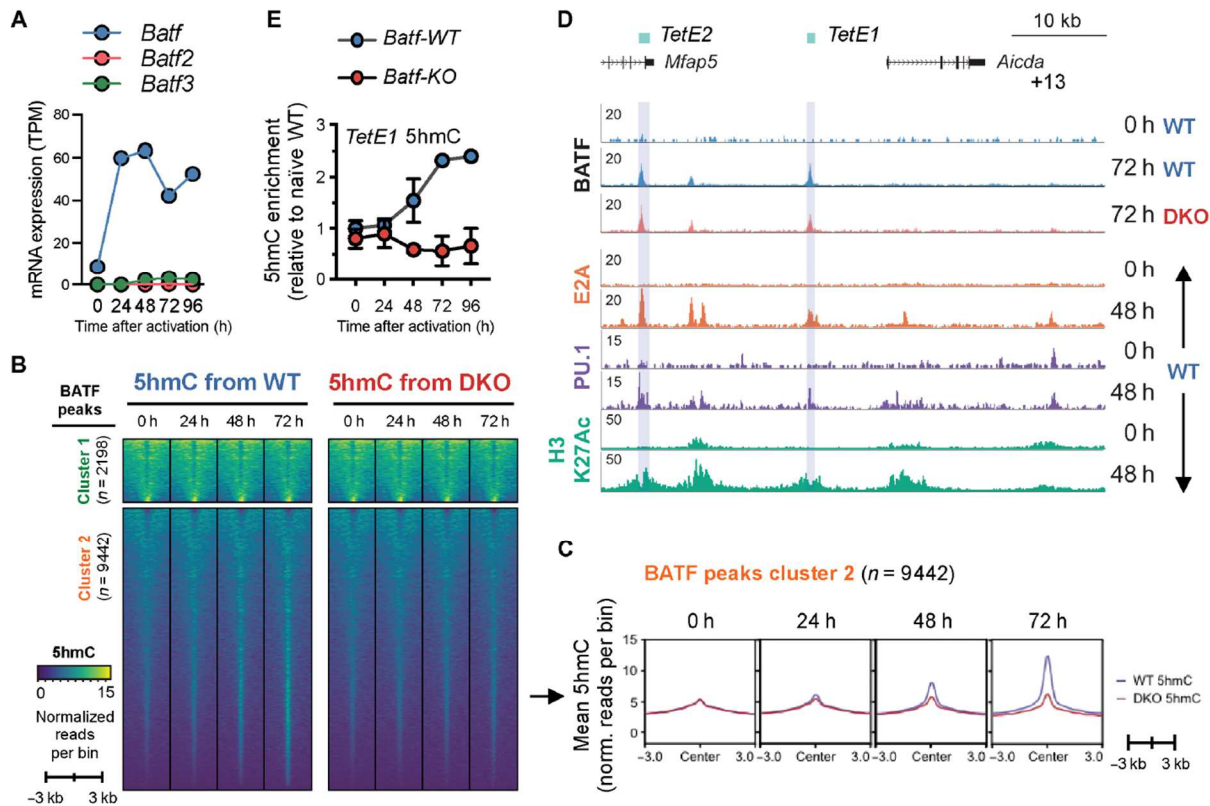 A
Batf
Batf2
Batf3
mRNA expression (TPM)
80
60
40
20
0
0 24 48 72 96
Time after activation (h)
E
Batf-WT
Batf-KO
TetE1 5hmC
5hmC enrichment
(relative to naïve WT)
3
2
1
0
0 24 48 72 96
Time after activation (h)
D
10 kb
TetE2
TetE1
Mfap5
Aicda
+13
BATF
20
0 h WT
20
72 h WT
20
72 h DKO
E2A
20
0 h
20
48 h
PU.1
15
0 h
15
48 h
WT
H3
K27Ac
50
0 h
50
48 h
B
BATF
peaks
5hmC from WT
5hmC from DKO
0 h 24 h 48 h 72 h
0 h 24 h 48 h 72 h
Cluster 1
(n = 2198)
Cluster 2
(n = 9442)
5hmC
0 15
Normalized
reads
per bin
−3 kb 3 kb
C
BATF peaks cluster 2 (n = 9442)
0 h 24 h 48 h 72 h
Mean 5hmC
(norm. reads per bin)
15
10
5
0
−3.0 Center 3.0
−3.0 Center 3.0
−3.0 Center 3.0
−3.0 Center 3.0
WT 5hmC
DKO 5hmC
−3 kb 3 kb